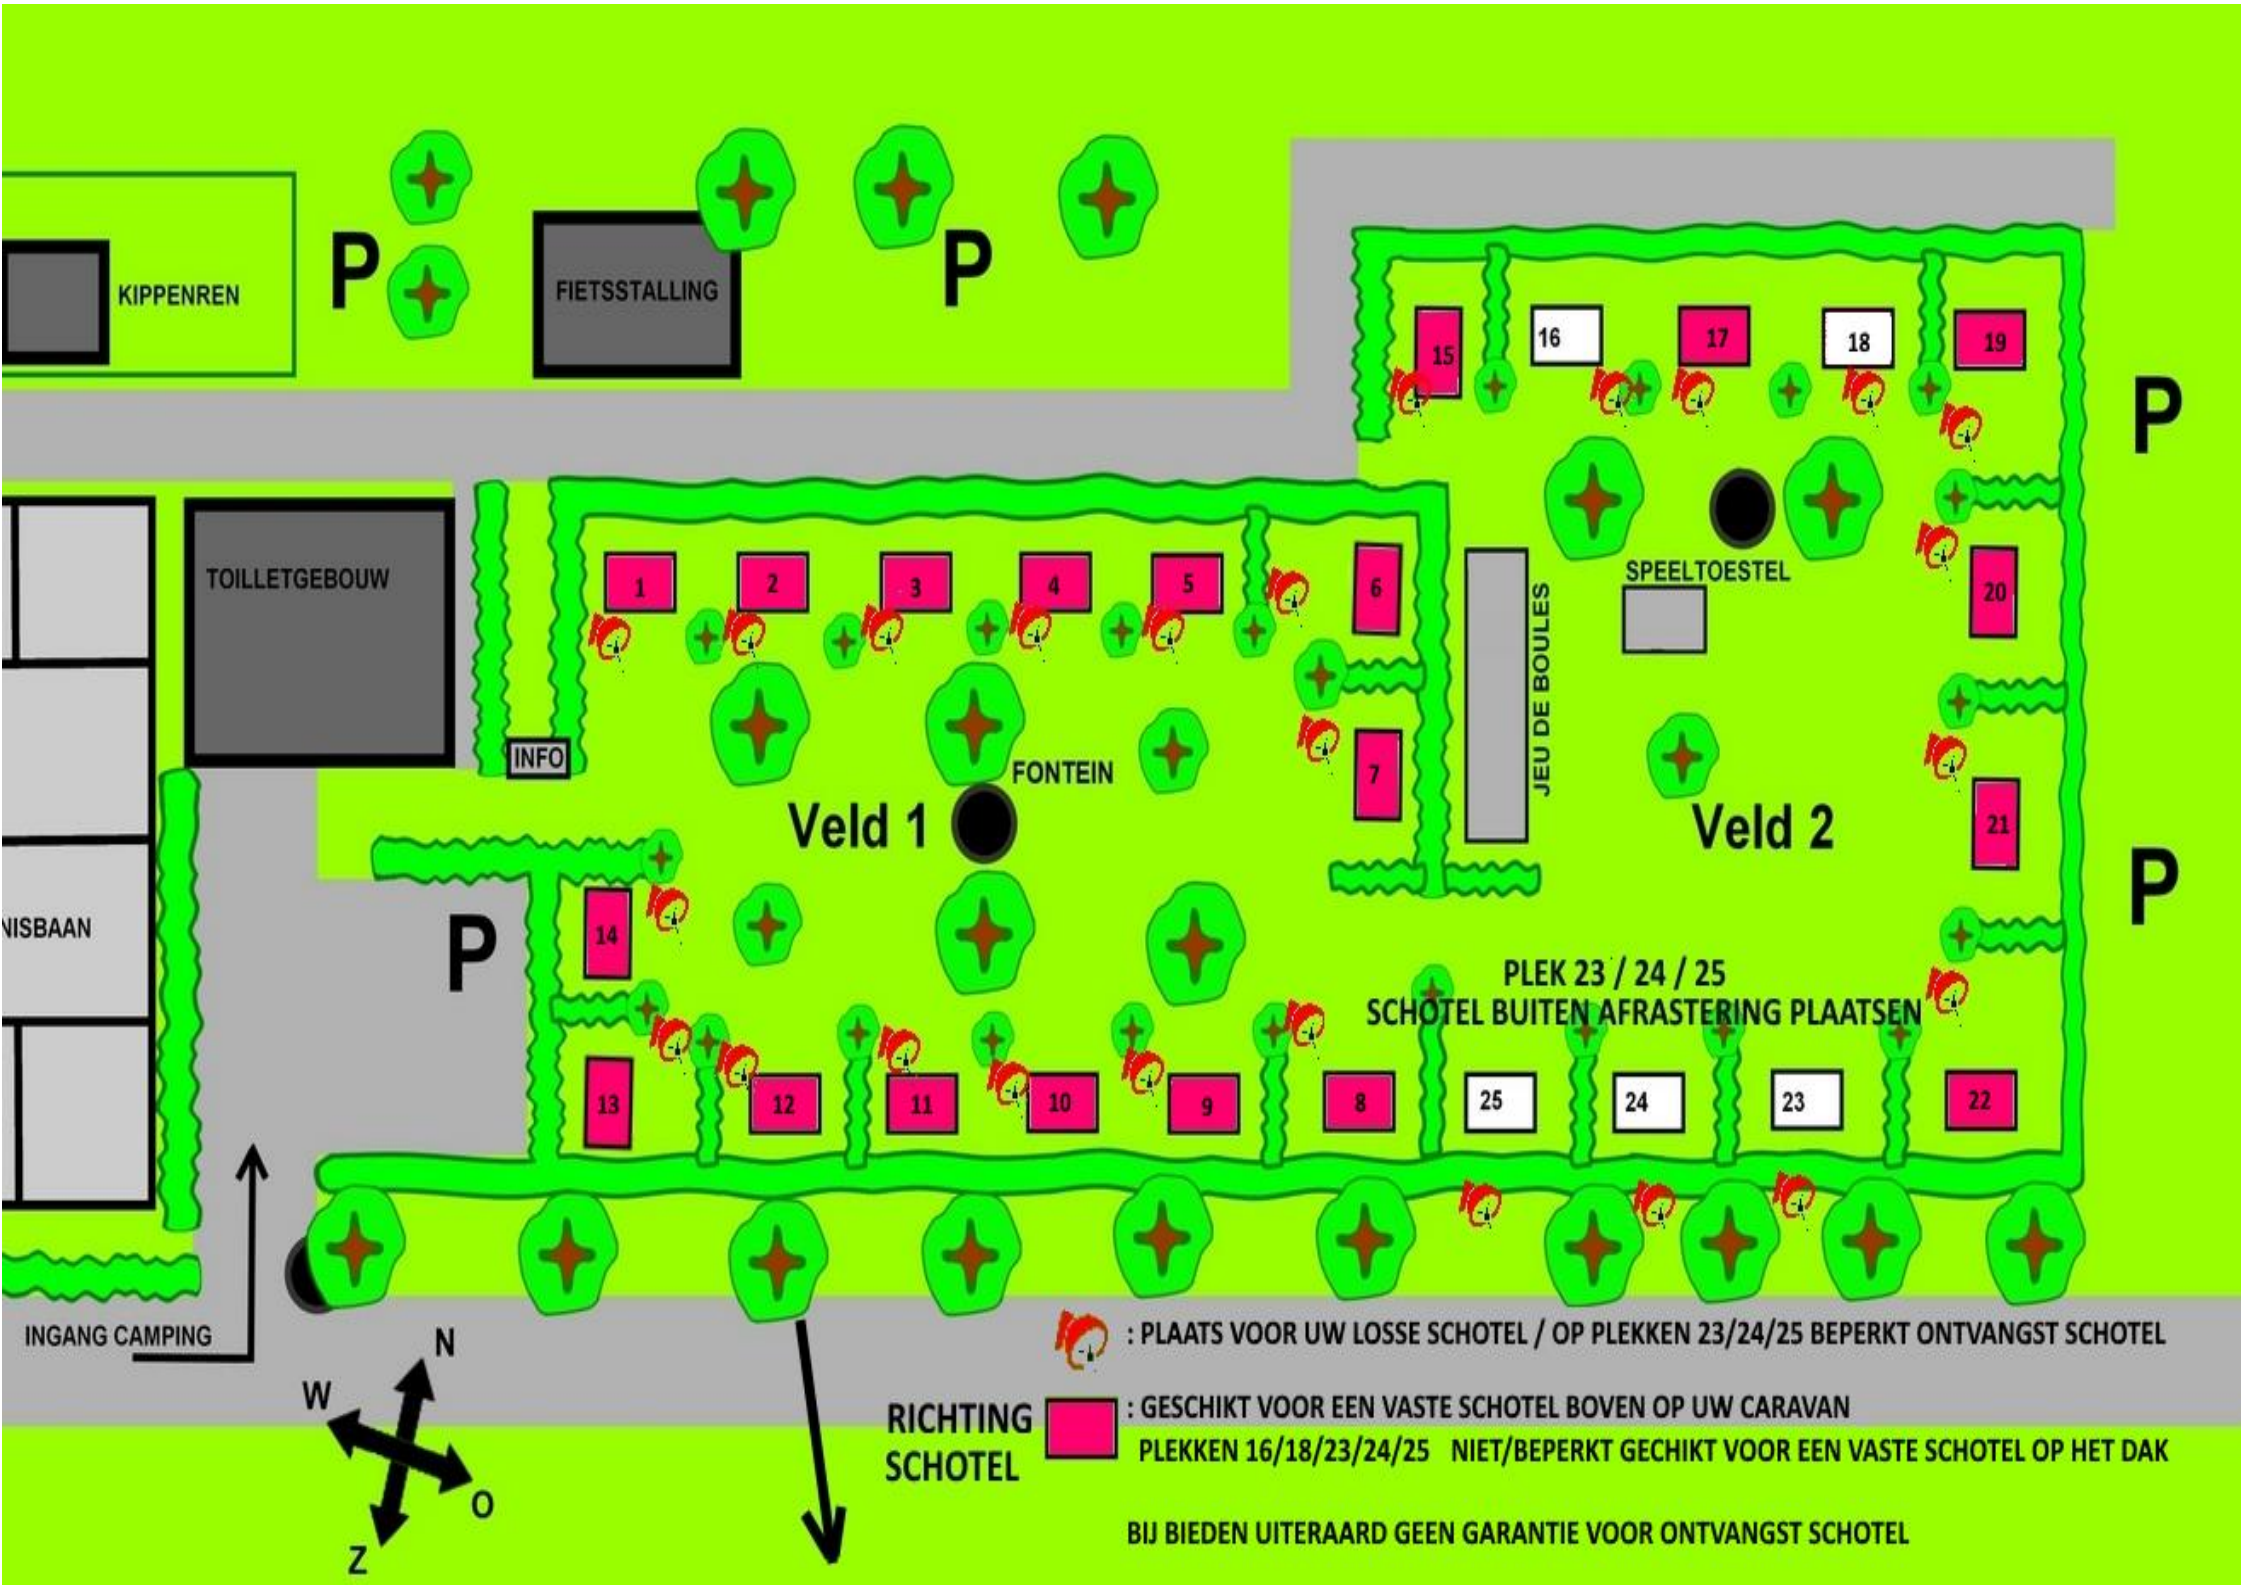 KIPPENREN
P
FIETSSTALLING
P
15
16
17
18
19
P
TOILLETGEBOUW
INFO
1
2
3
4
5
6
7
JEU DE BOULES
SPEELTOESTEL
20
21
FONTEIN
Veld 1
Veld 2
P
NISBAAN
P
14
PLEK 23 / 24 / 25
SCHOTEL BUITEN AFRASTERING PLAATSEN
13
12
11
10
9
8
25
24
23
22
INGANG CAMPING
N
W
O
Z
: PLAATS VOOR UW LOSSE SCHOTEL / OP PLEKKEN 23/24/25 BEPERKT ONTVANGST SCHOTEL
RICHTING
SCHOTEL
: GESCHIKT VOOR EEN VASTE SCHOTEL BOVEN OP UW CARAVAN
PLEKKEN 16/18/23/24/25 NIET/BEPERKT GECHIKT VOOR EEN VASTE SCHOTEL OP HET DAK
BIJ BIEDEN UITERAARD GEEN GARANTIE VOOR ONTVANGST SCHOTEL